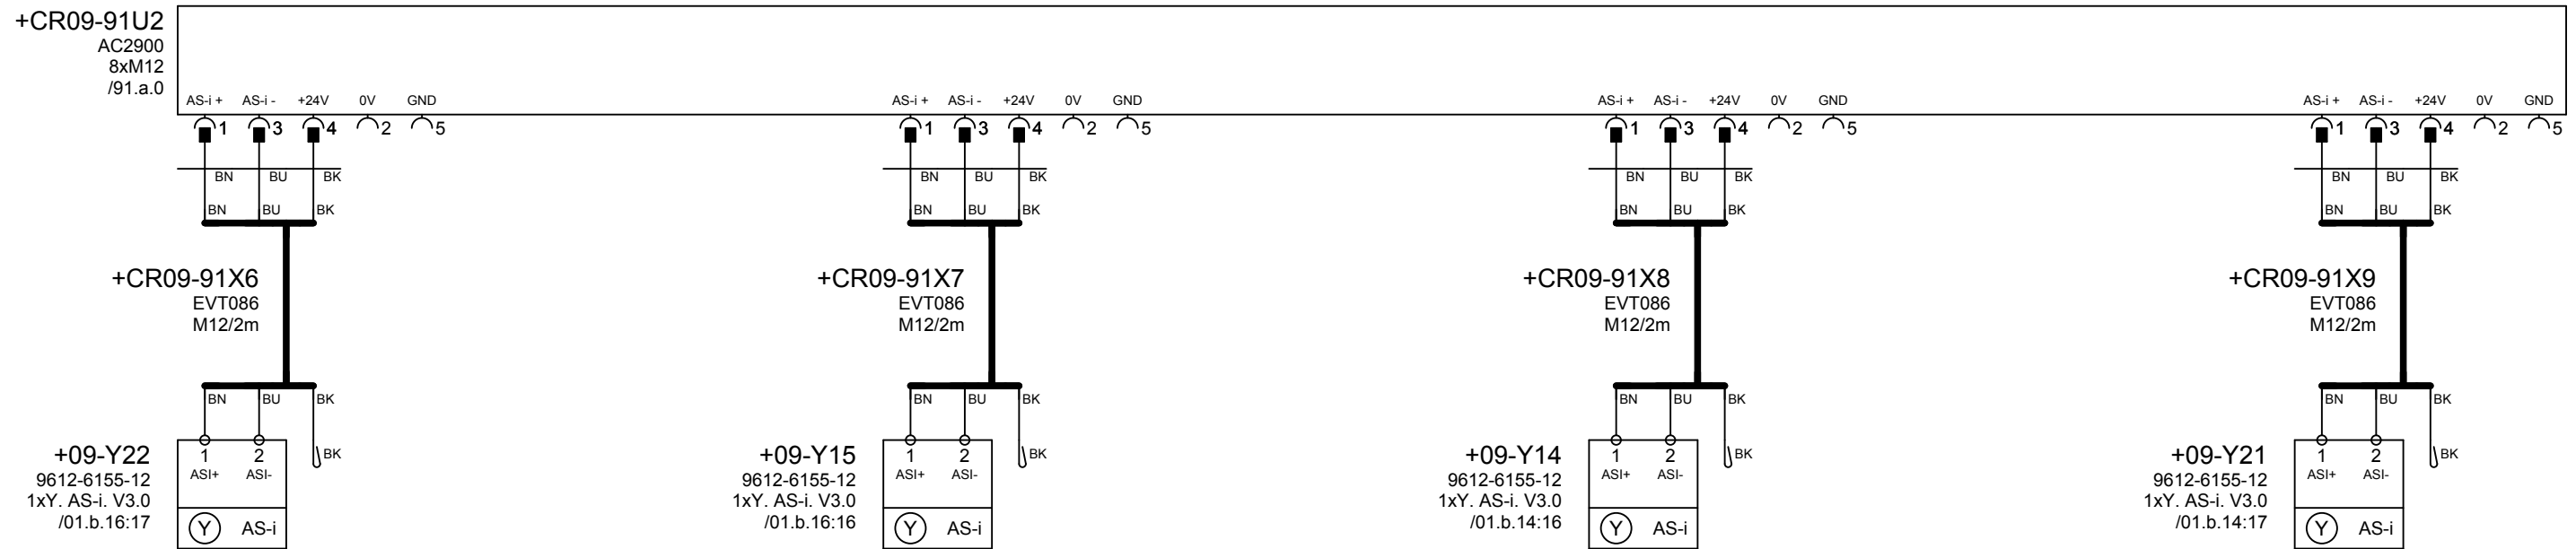 +CR09-91U2
AC2900
8xM12
/91.a.0
AS-i + AS-i - +24V 0V GND AS-i + AS-i - +24V 0V GND AS-i + AS-i - +24V 0V GND AS-i + AS-i - +24V 0V GND
1 3 4 2 5 1 3 4 2 5 1 3 4 2 5 1 3 4 2 5
BN BU BK BN BU BK BN BU BK BN BU BK
BN BU BK BN BU BK BN BU BK BN BU BK
+CR09-91X6
EVT086
M12/2m
+CR09-91X7
EVT086
M12/2m
+CR09-91X8
EVT086
M12/2m
+CR09-91X9
EVT086
M12/2m
BN BU BK BN BU BK BN BU BK BN BU BK
+09-Y22
9612-6155-12
1xY. AS-i. V3.0
/01.b.16:17
1 2 BK
ASI+ ASI-
Y AS-i
+09-Y15
9612-6155-12
1xY. AS-i. V3.0
/01.b.16:16
1 2 BK
ASI+ ASI-
Y AS-i
+09-Y14
9612-6155-12
1xY. AS-i. V3.0
/01.b.14:16
1 2 BK
ASI+ ASI-
Y AS-i
+09-Y21
9612-6155-12
1xY. AS-i. V3.0
/01.b.14:17
1 2 BK
ASI+ ASI-
Y AS-i